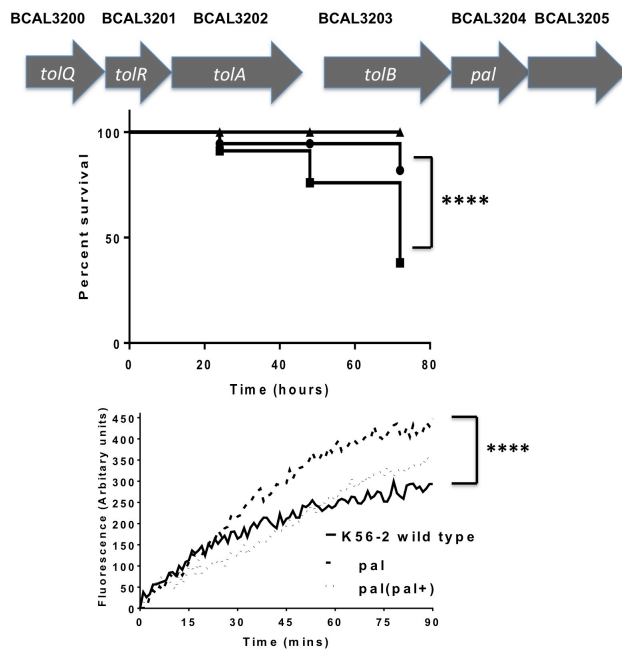 BCAL3200 BCAL3201 BCAL3202 BCAL3203 BCAL3204 BCAL3205
tolQ tolR tolA tolB pal
100
50
0
Percent survival
****
0 20 40 60 80
Time (hours)
450
400
350
300
250
200
150
100
50
0
Fluorescence (Arbitary units)
****
K56-2 wild type
pal
pal(pal+)
0 15 30 45 60 75 90
Time (mins)